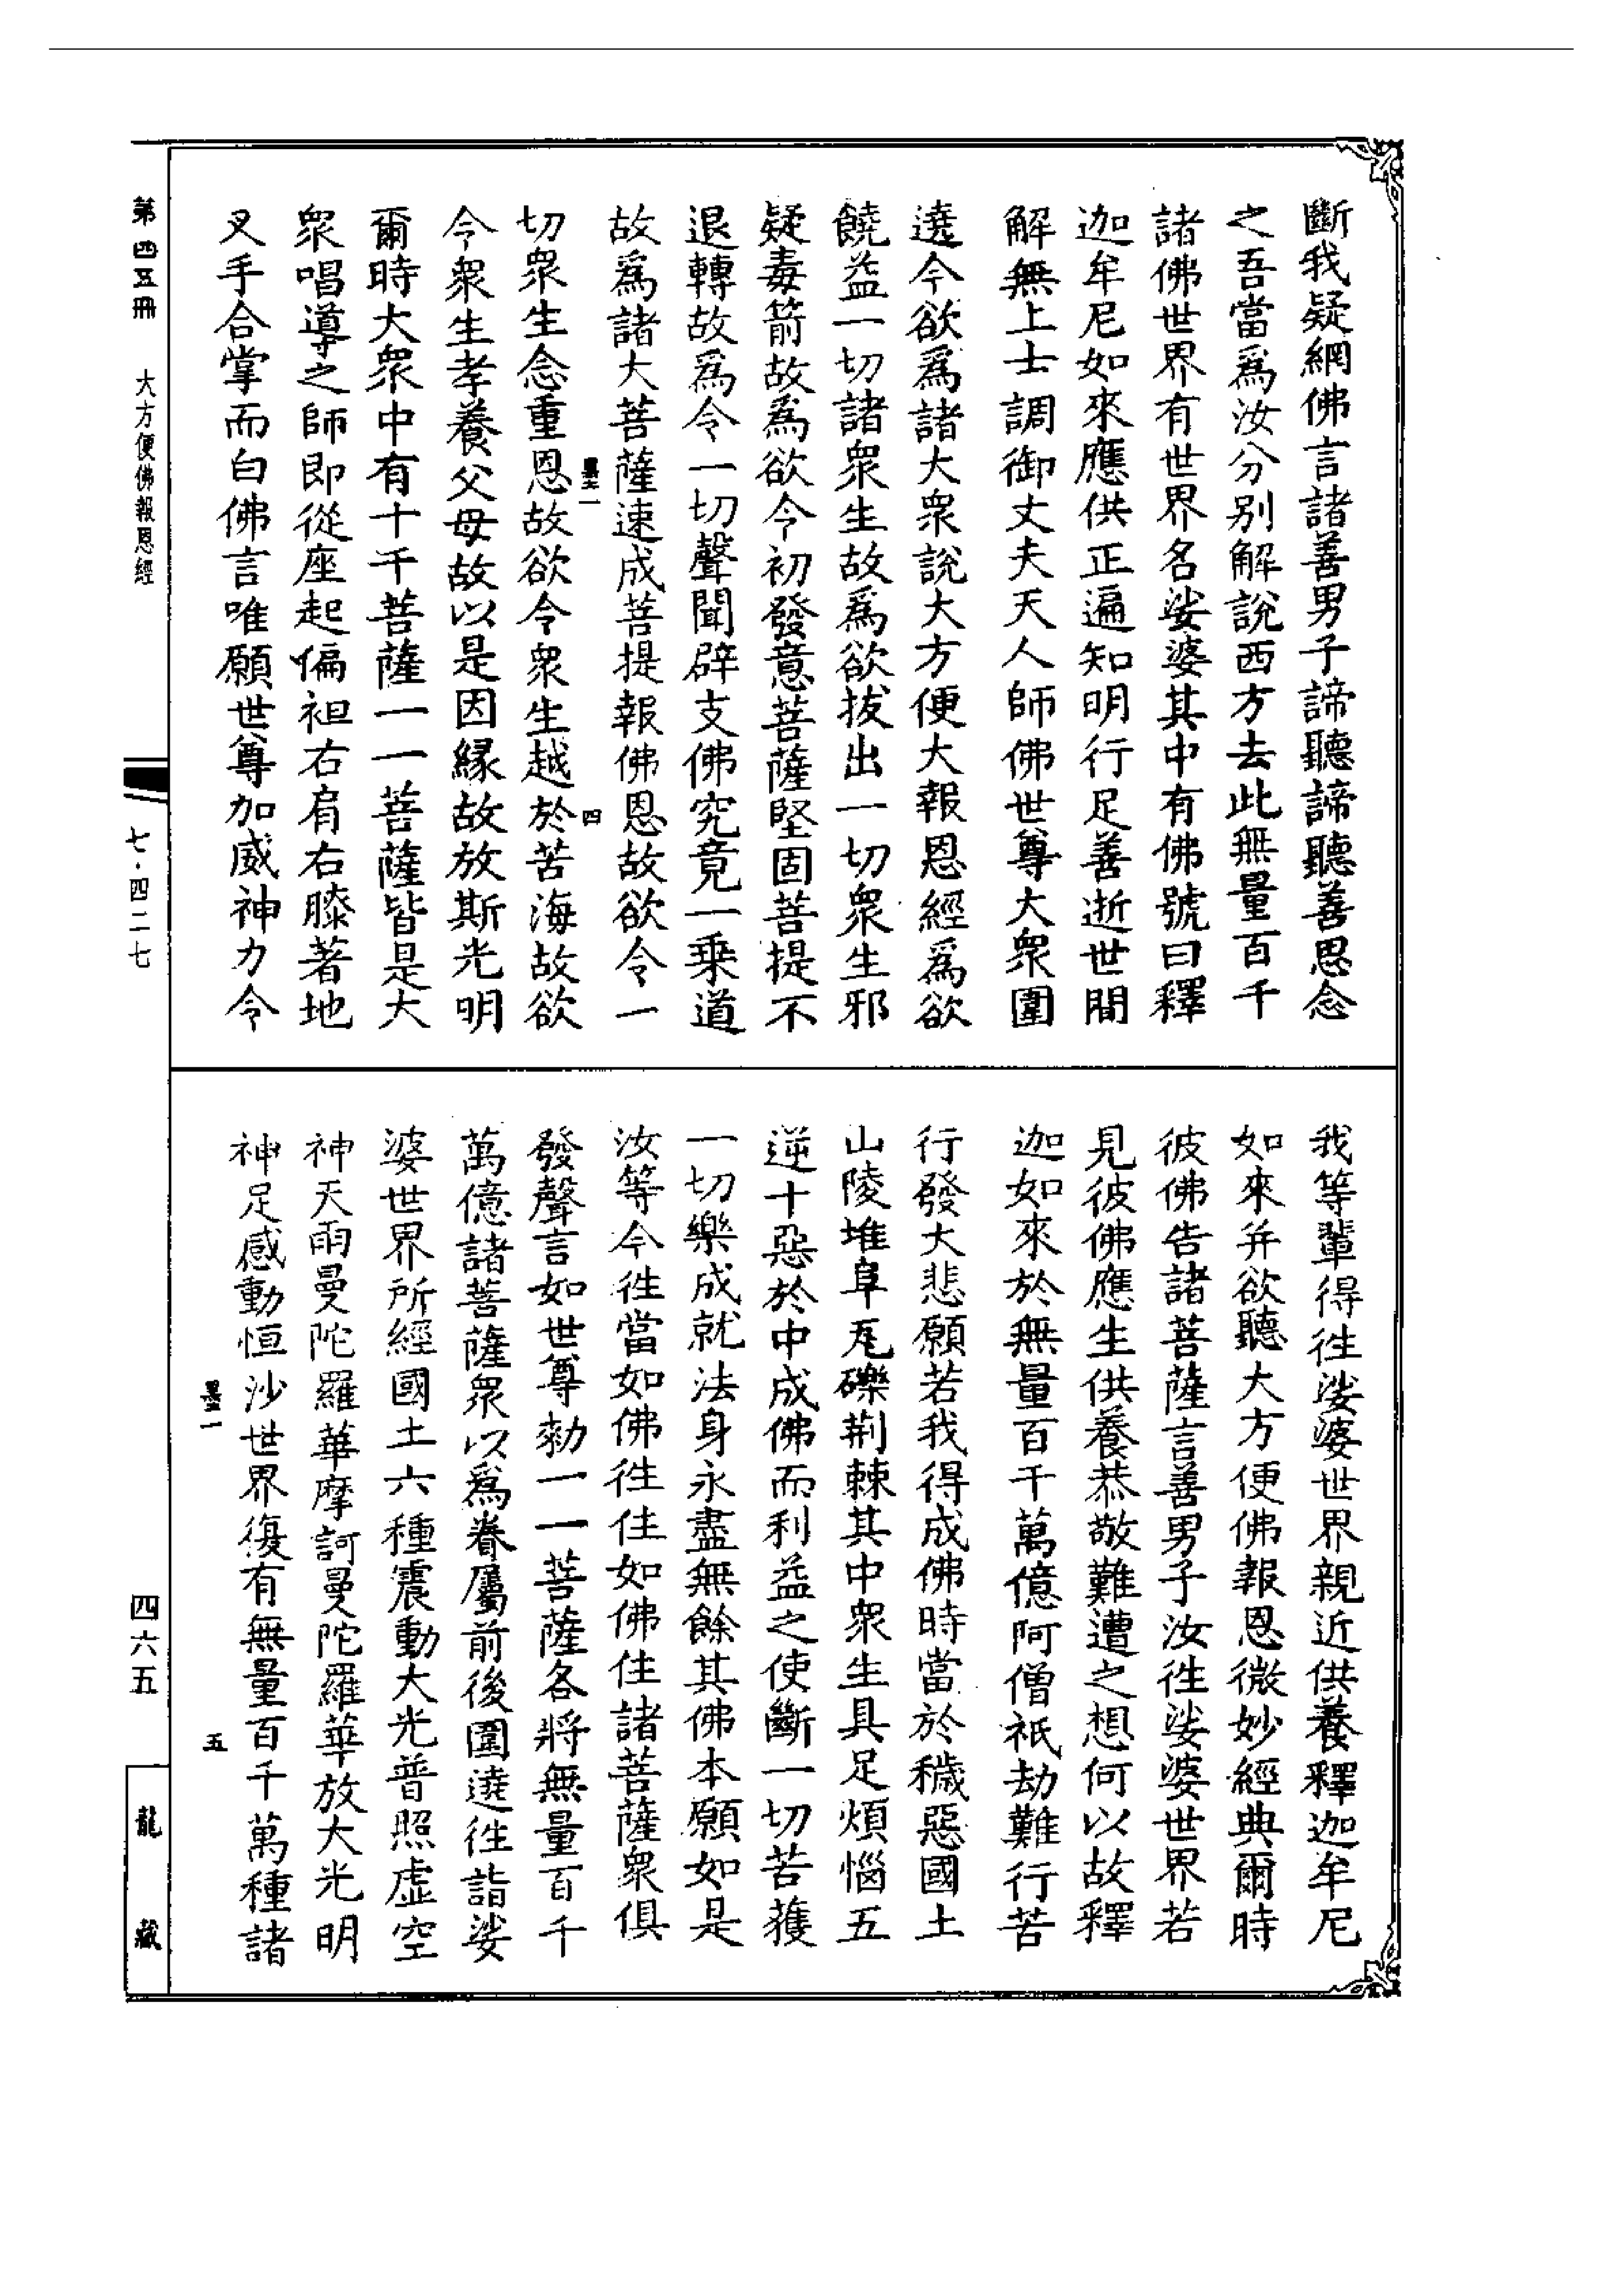 斷我疑網佛言諸善男子諦聽諦聽善思念
之吾當爲汝分别解說西方去此無量百千
諸佛世界有世界名娑婆其中有佛號曰釋
迦牟尼如來應供正遍知明行足善逝世間
解無上士調御丈夫天人師佛世尊大衆圍
遶今欲爲諸大衆說大方便大報恩經爲欲
饒益一切諸衆生故爲欲拔出一切衆生邪
疑毒箭故爲欲令初發意菩薩堅固菩提不
退轉故爲令一切聲聞辟支佛究竟一乗道
故爲諸大菩薩速成菩提報佛恩故欲令一
墨一
四
切衆生念重恩故欲令衆生越於苦海故欲
令衆生孝養父母故以是因縁故放斯光明
爾時大衆中有十千菩薩一一菩薩皆是大
衆唱導之師即從座起偏袒右肩右膝著地
叉手合掌而白佛言唯願世尊加威神力令
我等輩得徃娑婆世界親近供養釋迦牟尼
如來并欲聽大方便佛報恩微妙經典爾時
彼佛告諸菩薩言善男子汝徃娑婆世界若
見彼佛應生供養恭敬難遭之想何以故釋
迦如來於無量百千萬億阿僧祇劫難行苦
行發大悲願若我得成佛時當於穢惡國土
山陵堆阜瓦礫荆棘其中衆生具足煩惱五
逆十惡於中成佛而利益之使斷一切苦獲
一切樂成就法身永盡無餘其佛本願如是
汝等今徃當如佛徃住如佛住諸菩薩衆俱
發聲言如世尊勑一一菩薩各將無量百千
萬億諸菩薩衆以爲眷屬前後圍遶徃詣娑
婆世界所經國土六種震動大光普照虚空
神天雨曼陀羅華摩訶曼陀羅華放大光明
神足感動恒沙世界復有無量百千萬種諸
墨一
五
第四五冊
大方便佛報恩經
七·四二七
四六五
龍藏